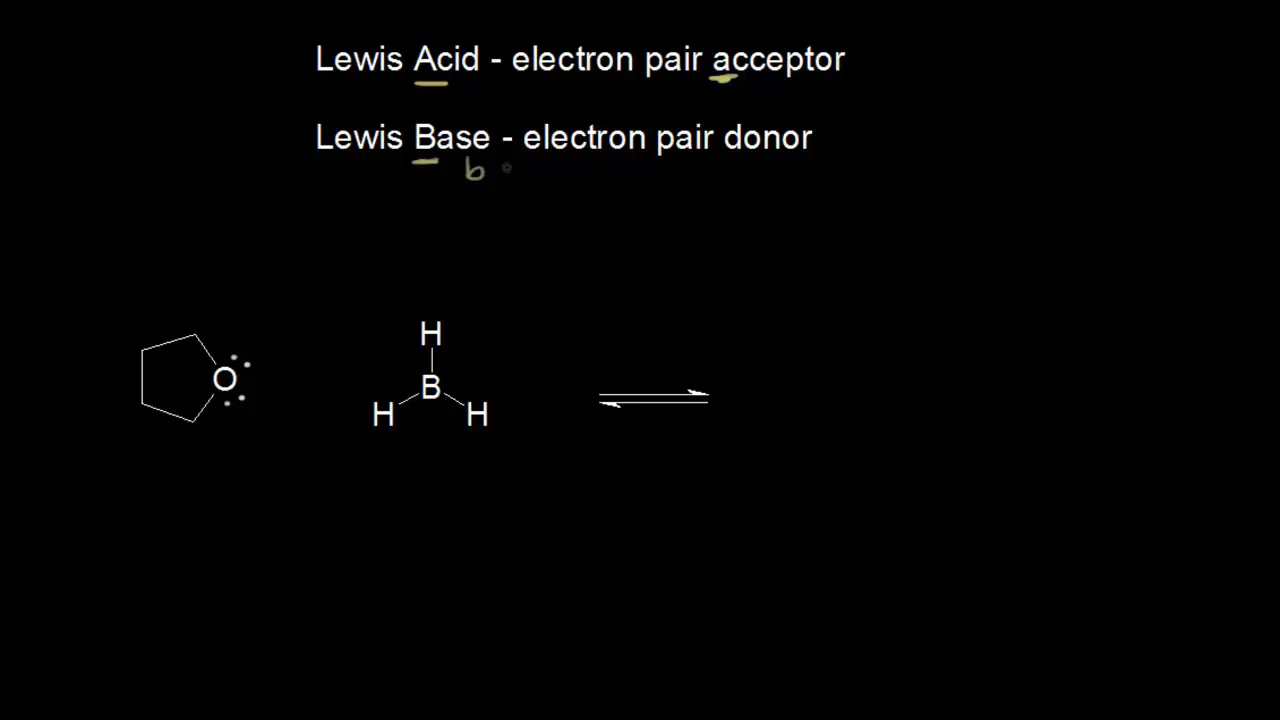 Lewis Acid - electron pair acceptor
Lewis Base - electron pair donor
b
H
O
B
H H